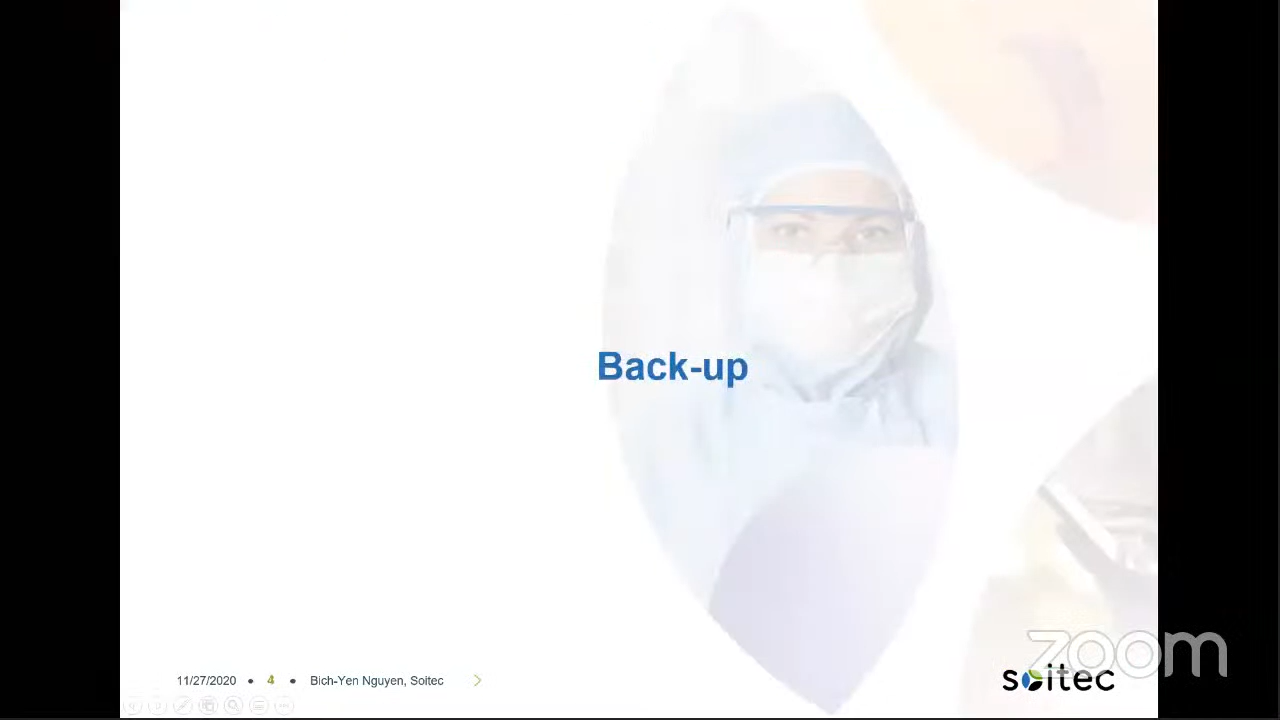 Back-up
11/27/2020 • 4 • Bich-Yen Nguyen, Soitec
soitec
zoom